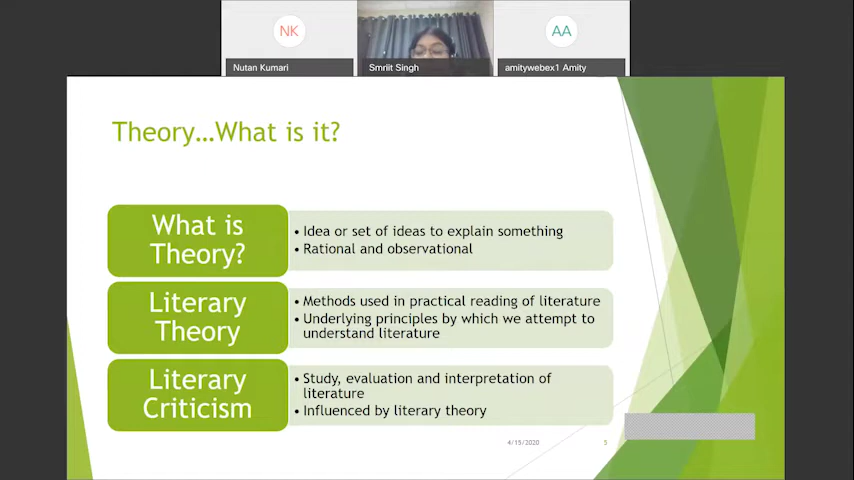 NK
AA
Nutan Kumari
Smriit Singh
amitywebex1 Amity
Theory...What is it?
What is
Theory?
• Idea or set of ideas to explain something
• Rational and observational
Literary
Theory
• Methods used in practical reading of literature
• Underlying principles by which we attempt to
understand literature
Literary
Criticism
• Study, evaluation and interpretation of
literature
• Influenced by literary theory
4/15/2020
5